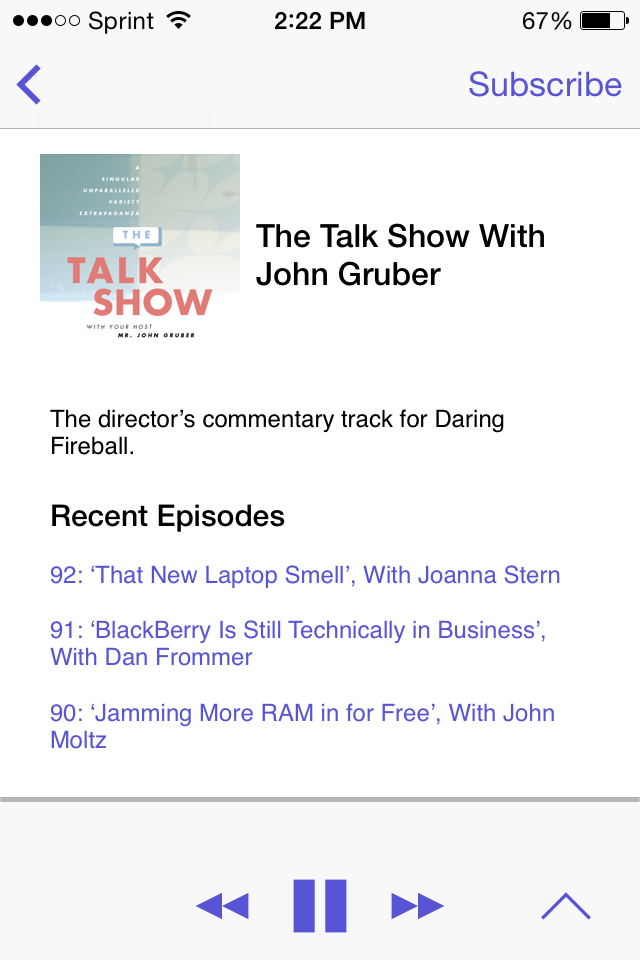 Sprint 2:22 PM 67%
Subscribe
A
SINGULAR
UNPARALLELED
VARIETY
EXTRAVAGANZA
THE
TALK
SHOW
WITH YOUR HOST
MR. JOHN GRUBER
The Talk Show With
John Gruber
The director’s commentary track for Daring
Fireball.
Recent Episodes
92: ‘That New Laptop Smell’, With Joanna Stern
91: ‘BlackBerry Is Still Technically in Business’,
With Dan Frommer
90: ‘Jamming More RAM in for Free’, With John
Moltz